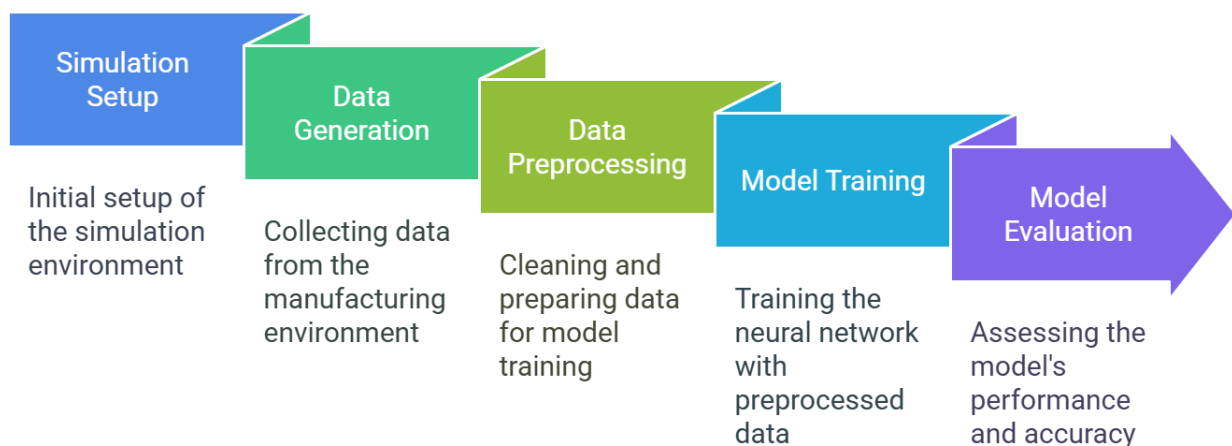 Simulation
Setup
Initial setup of
the simulation
environment
Data
Generation
Collecting data
from the
manufacturing
environment
Data
Preprocessing
Cleaning and
preparing data
for model
training
Model Training
Training the
neural network
with
preprocessed
data
Model
Evaluation
Assessing the
model's
performance
and accuracy